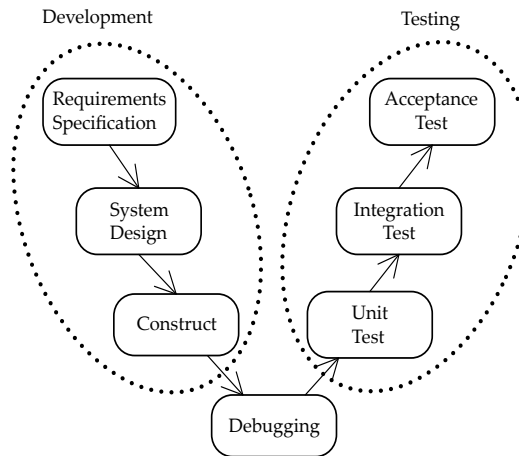 Development
Testing
Requirements
Specification
Acceptance
Test
System
Design
Integration
Test
Construct
Unit
Test
Debugging